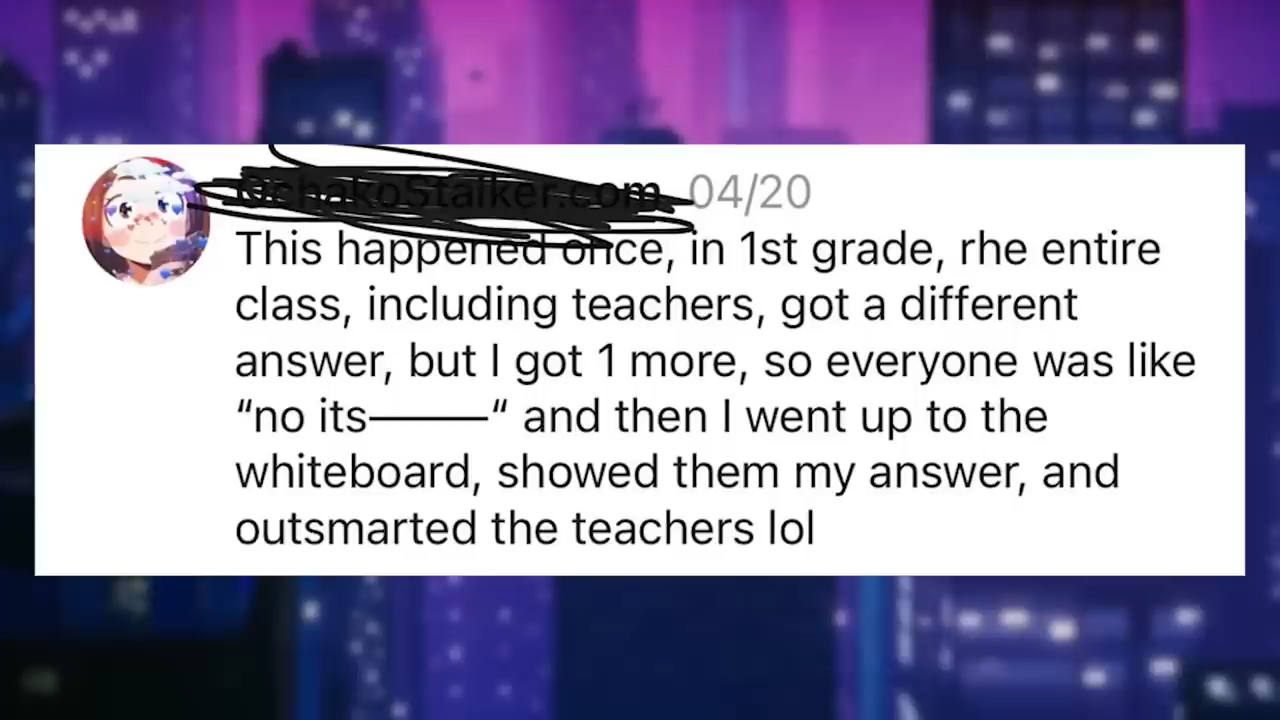 OchakoStalker.com 04/20
This happened once, in 1st grade, rhe entire
class, including teachers, got a different
answer, but I got 1 more, so everyone was like
“no its———“ and then I went up to the
whiteboard, showed them my answer, and
outsmarted the teachers lol